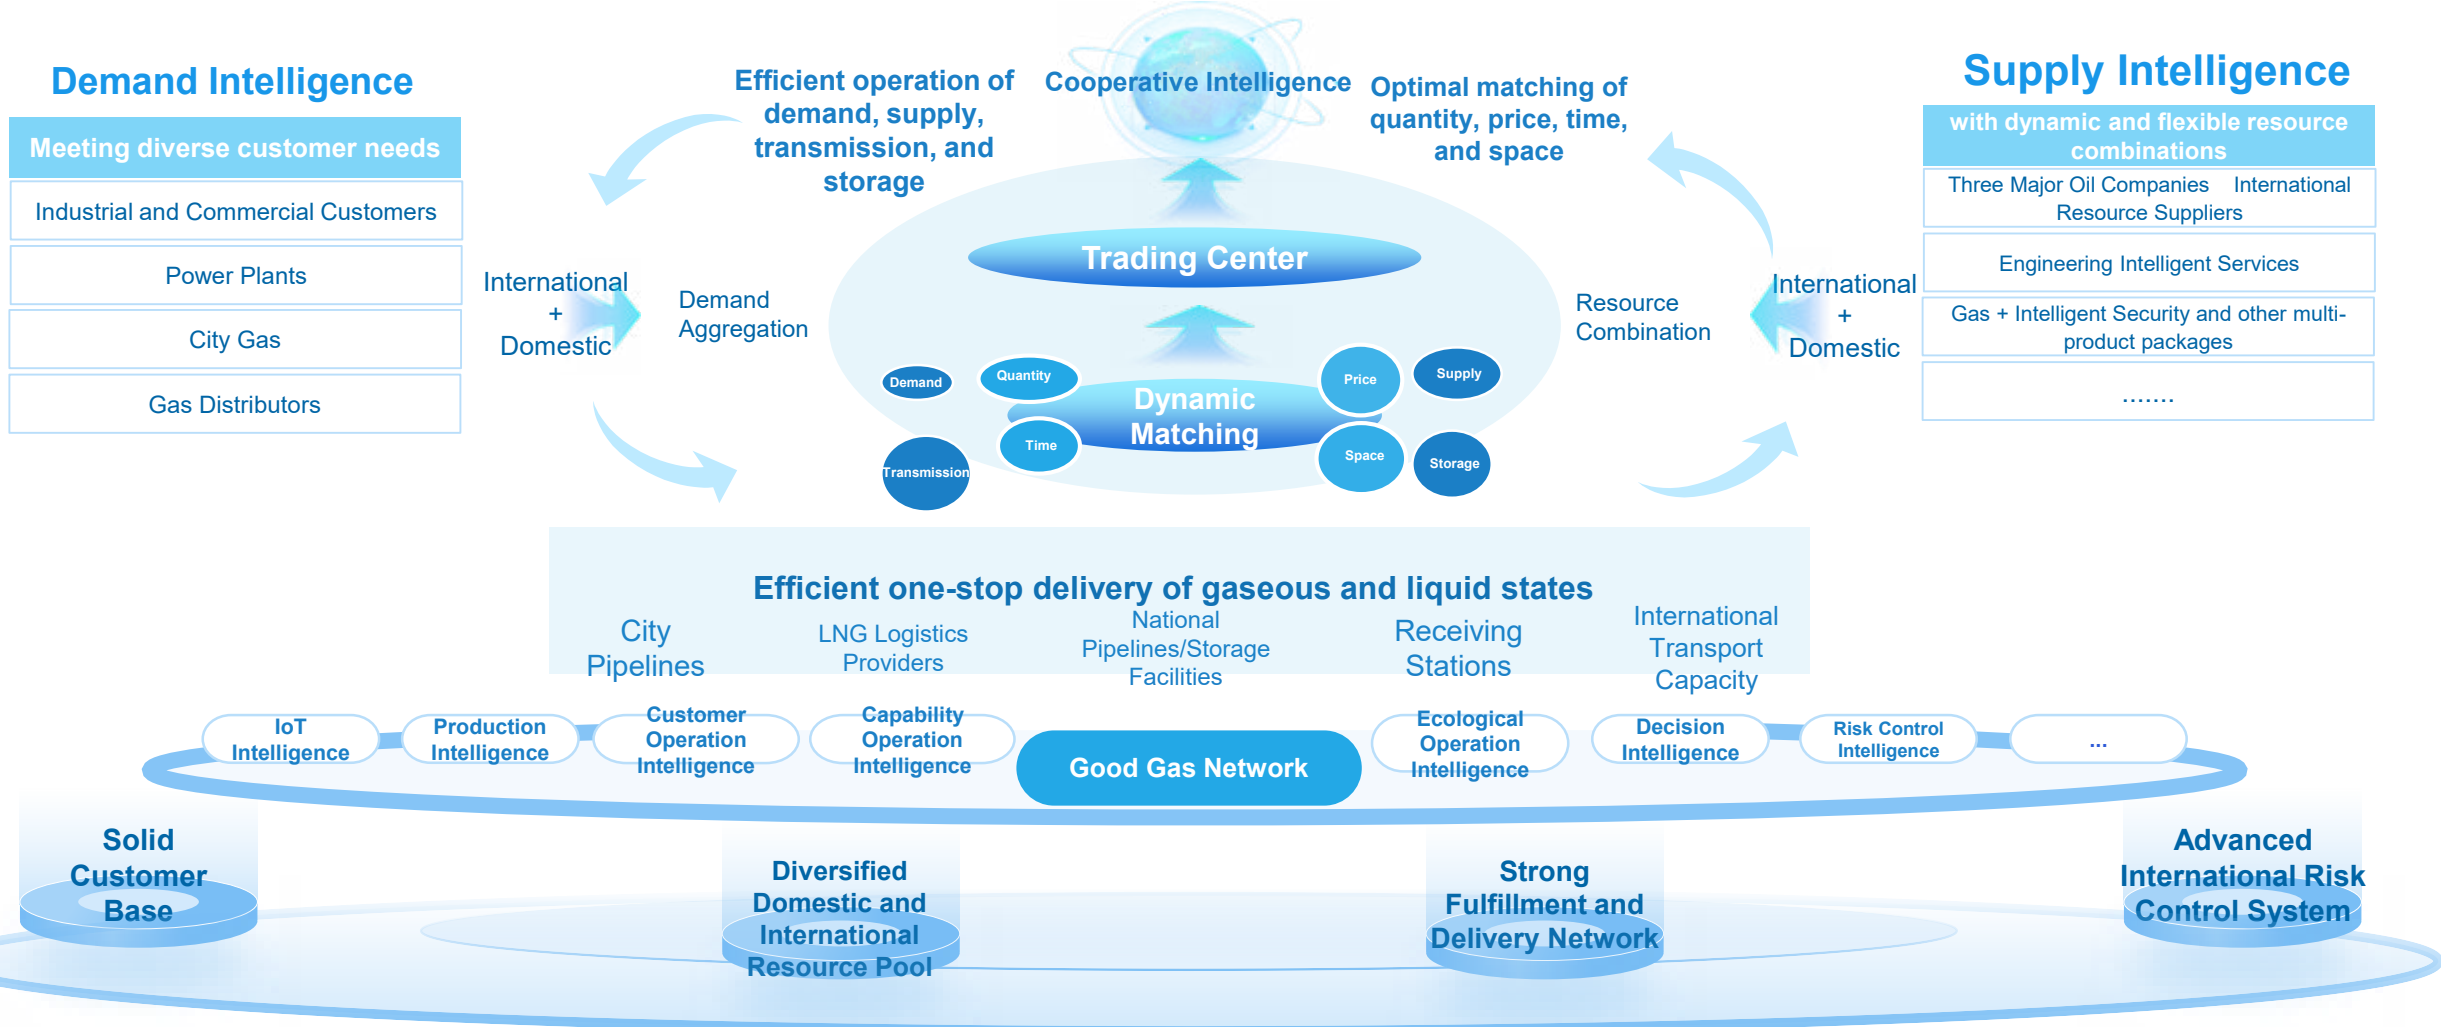 Demand Intelligence
Meeting diverse customer needs
Industrial and Commercial Customers
Power Plants
City Gas
Gas Distributors
International
+
Domestic
Demand
Aggregation
Efficient operation of
demand, supply,
transmission, and
storage
Cooperative Intelligence
Optimal matching of
quantity, price, time,
and space
Trading Center
Dynamic
Matching
Demand
Quantity
Transmission
Time
Price
Supply
Space
Storage
Resource
Combination
International
+
Domestic
Supply Intelligence
with dynamic and flexible resource
combinations
Three Major Oil Companies International
Resource Suppliers
Engineering Intelligent Services
Gas + Intelligent Security and other multi-
product packages
.......
Efficient one-stop delivery of gaseous and liquid states
City
Pipelines
LNG Logistics
Providers
National
Pipelines/Storage
Facilities
Receiving
Stations
International
Transport
Capacity
IoT
Intelligence
Production
Intelligence
Customer
Operation
Intelligence
Capability
Operation
Intelligence
Good Gas Network
Ecological
Operation
Intelligence
Decision
Intelligence
Risk Control
Intelligence
...
Solid
Customer
Base
Diversified
Domestic and
International
Resource Pool
Strong
Fulfillment and
Delivery Network
Advanced
International Risk
Control System